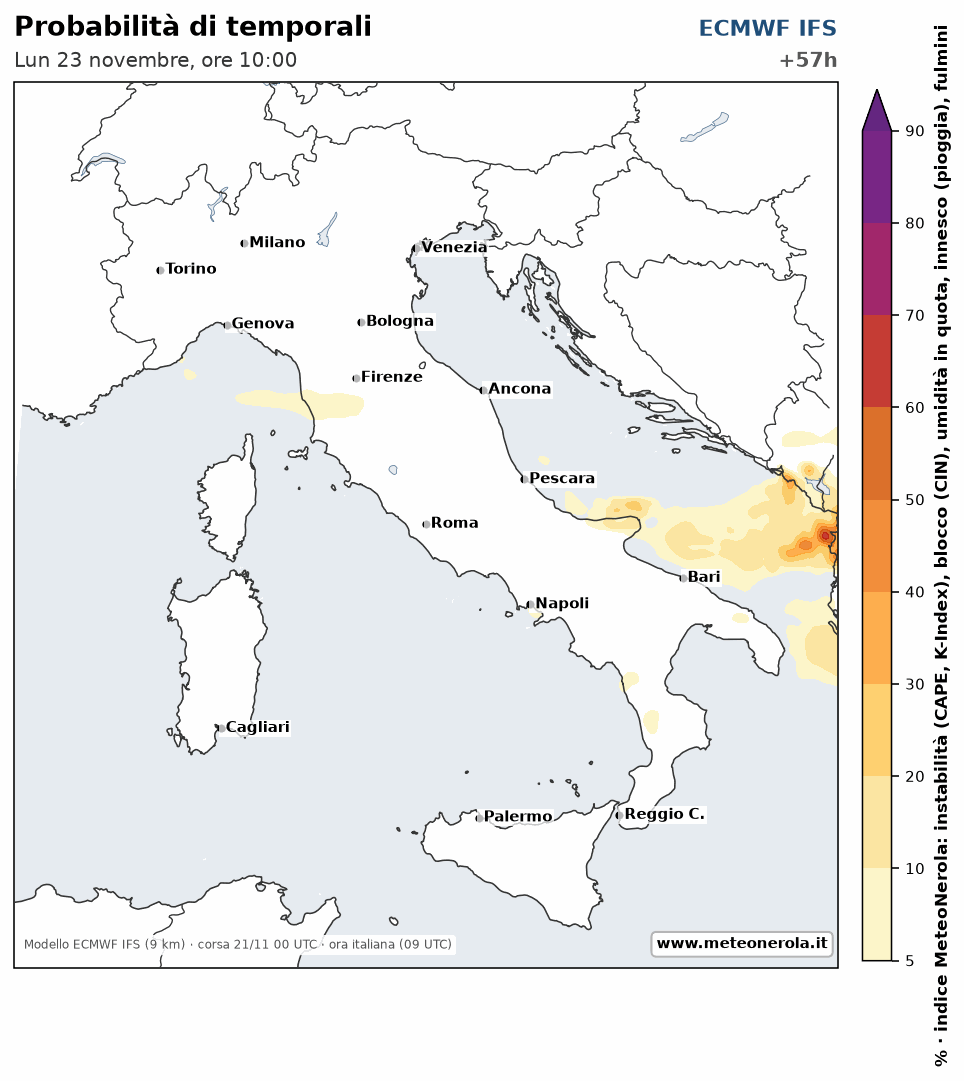 Probabilità di temporali
ECMWF IFS
Lun 23 novembre, ore 10:00
+57h
Milano
Venezia
Torino
Genova
Bologna
Firenze
Ancona
Pescara
Roma
Bari
Napoli
Cagliari
Palermo
Reggio C.
Modello ECMWF IFS (9 km) · corsa 21/11 00 UTC · ora italiana (09 UTC)
www.meteonerola.it
90
80
70
60
50
40
30
20
10
5
% · indice MeteoNerola: instabilità (CAPE, K-Index), blocco (CIN), umidità in quota, innesco (pioggia), fulmini